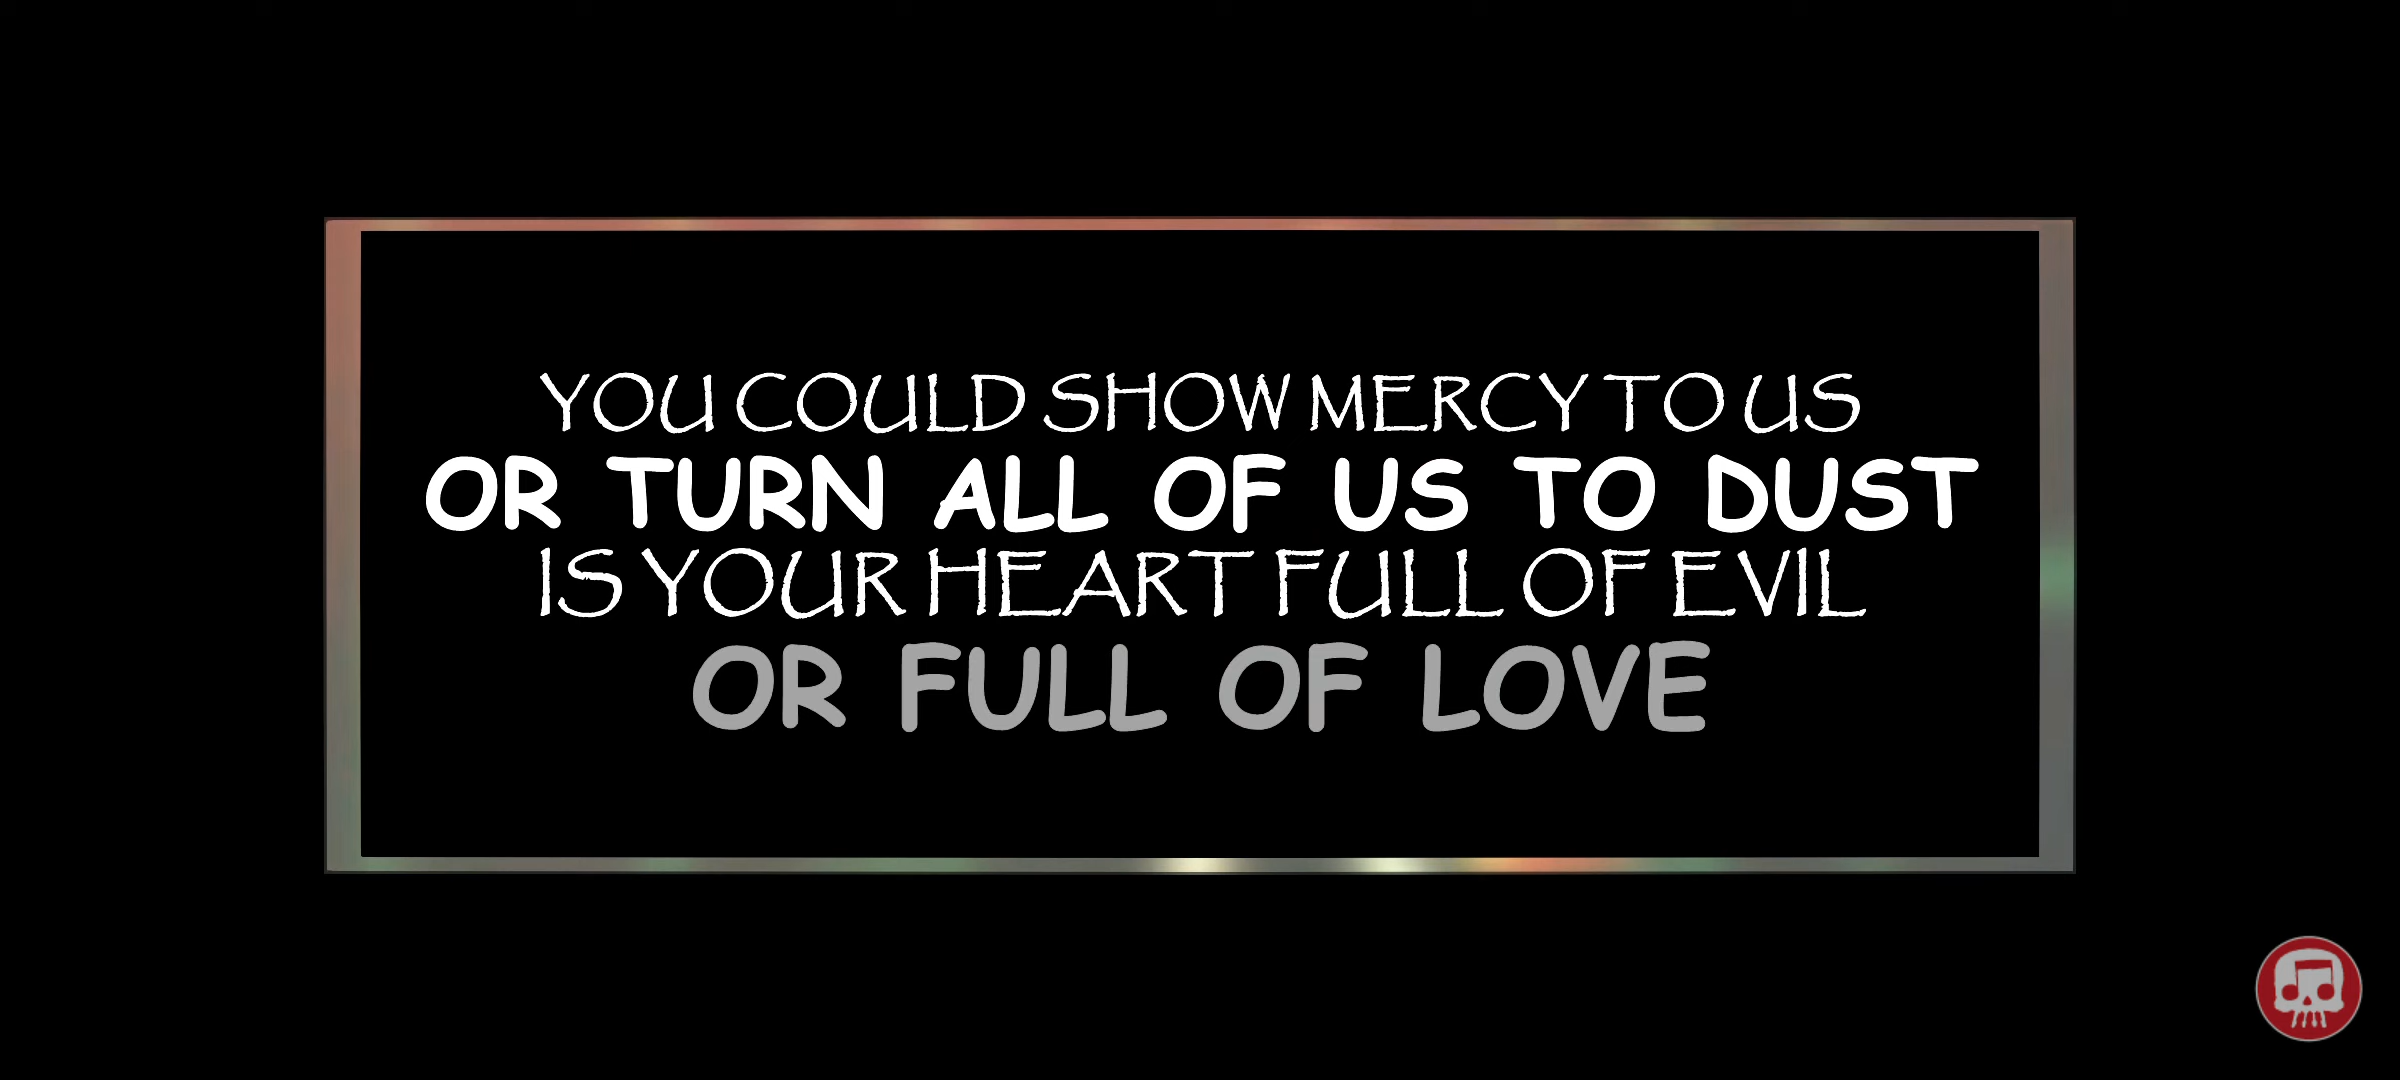 YOU COULD SHOW MERCY TO US
OR TURN ALL OF US TO DUST
IS YOUR HEART FULL OF EVIL
OR FULL OF LOVE